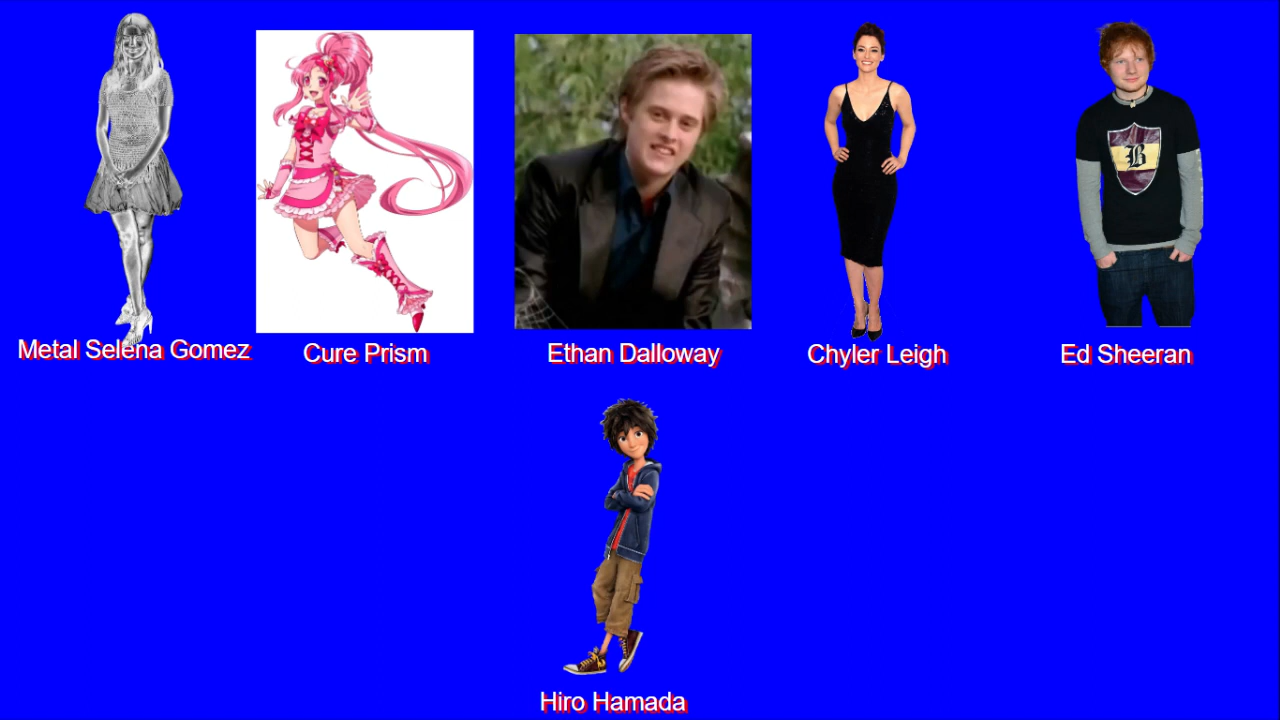 Metal Selena Gomez
Cure Prism
Ethan Dalloway
Chyler Leigh
Ed Sheeran
B
Hiro Hamada